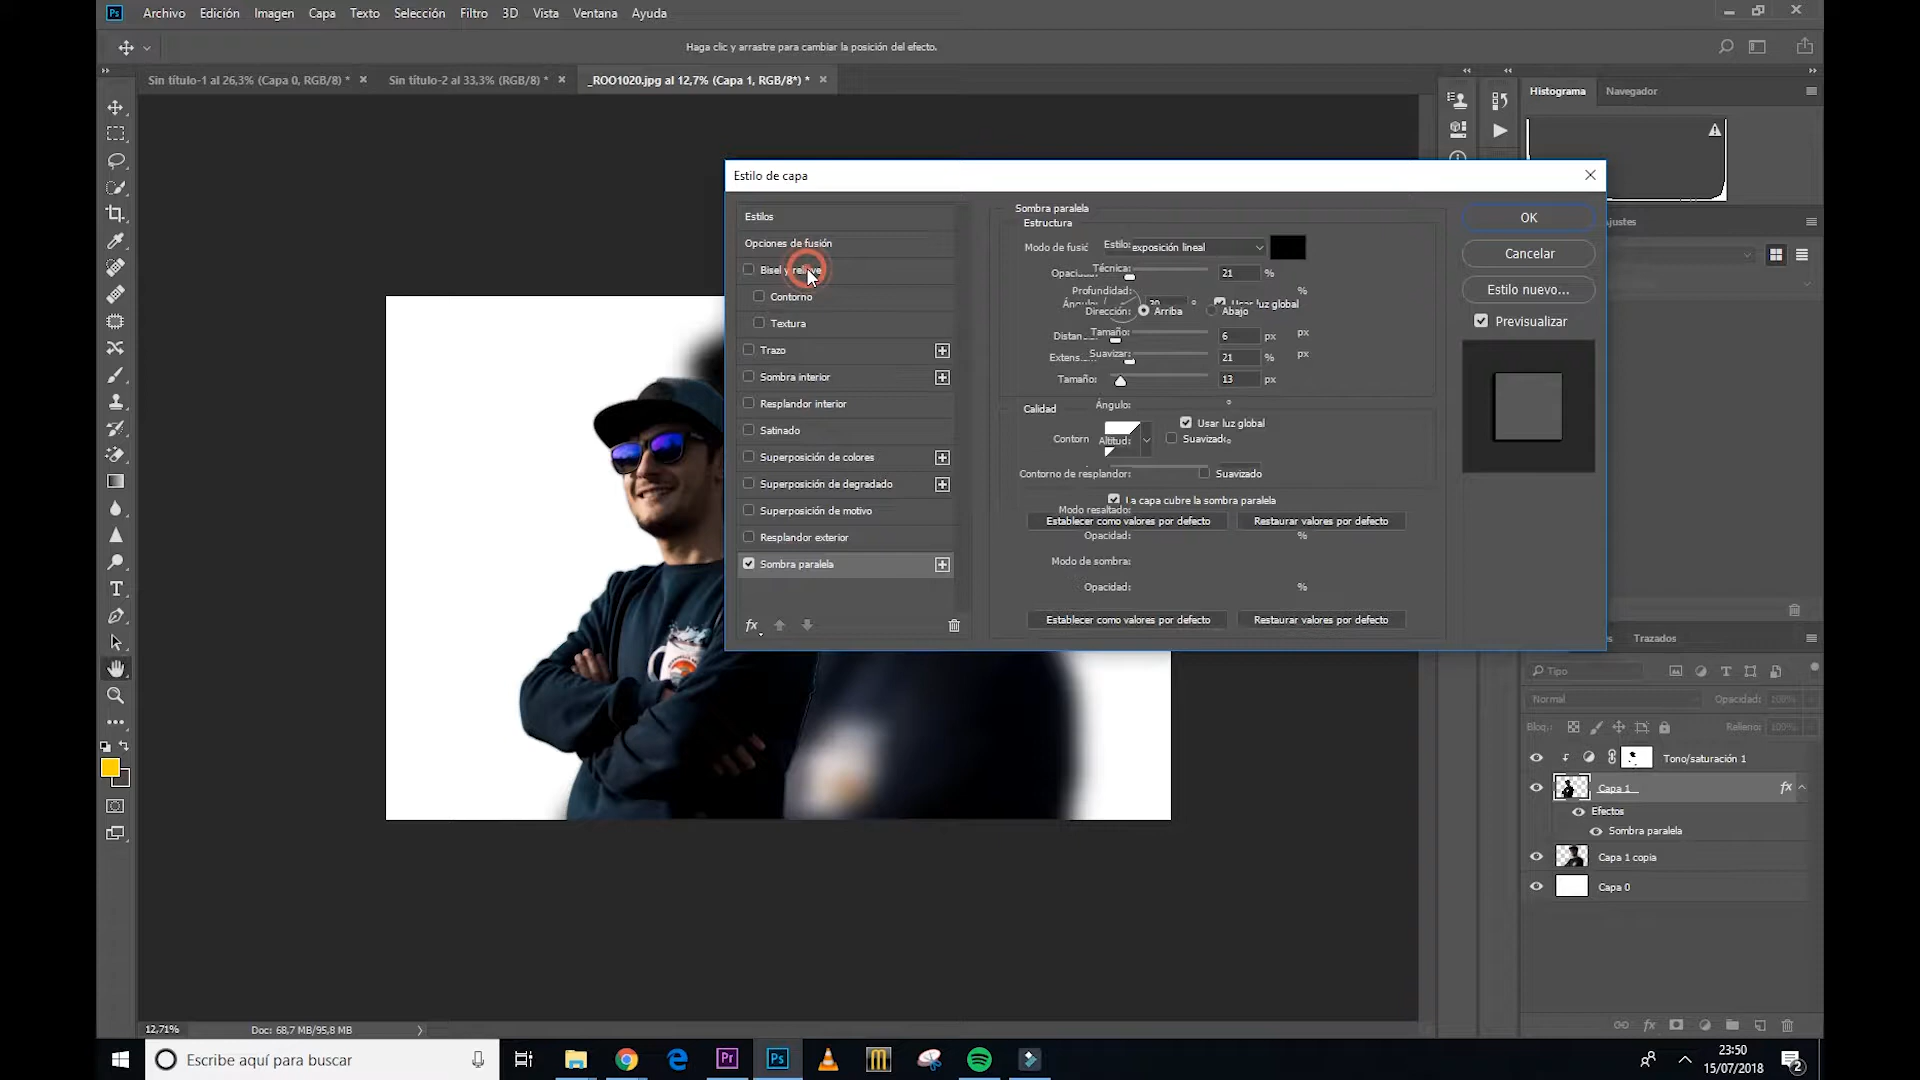 Ps Archivo Edición Imagen Capa Texto Selección Filtro 3D Vista Ventana Ayuda
Haga clic y arrastre para cambiar la posición del efecto.
Sin título-1 al 26,3% (Capa 0, RGB/8) * × Sin título-2 al 33,3% (RGB/8) * × _ROO1020.jpg al 12,7% (Capa 1, RGB/8*) * ×
Histograma Navegador
Estilo de capa
Estilos
Opciones de fusión
Bisel y relieve
Contorno
Textura
Trazo
Sombra interior
Resplandor interior
Satinado
Superposición de colores
Superposición de degradado
Superposición de motivo
Resplandor exterior
Sombra paralela
fx
Sombra paralela
Estructura
Modo de fusió Estilo: exposición lineal
Técnica:
21 %
Profundidad: %
Usar luz global
Dirección: Arriba Abajo
Tamaño: px
6 px
Suavizar: px
21 %
Tamaño: 13 px
Ángulo: °
Calidad
Usar luz global
Contorn Altitud: Suavizado
Contorno de resplandor: Suavizado
La capa cubre la sombra paralela
Modo resaltado:
Establecer como valores por defecto Restaurar valores por defecto
Opacidad: %
Modo de sombra:
Opacidad: %
Establecer como valores por defecto Restaurar valores por defecto
OK
Cancelar
Estilo nuevo...
Previsualizar
Trazados
Tipo
Normal Opacidad: 100%
Bloq.: Relleno: 100%
Tono/saturación 1
Capa 1 fx
Efectos
Sombra paralela
Capa 1 copia
Capa 0
fx
12,71% Doc: 68,7 MB/95,8 MB
Escribe aquí para buscar
Pr Ps
23:50
15/07/2018
2